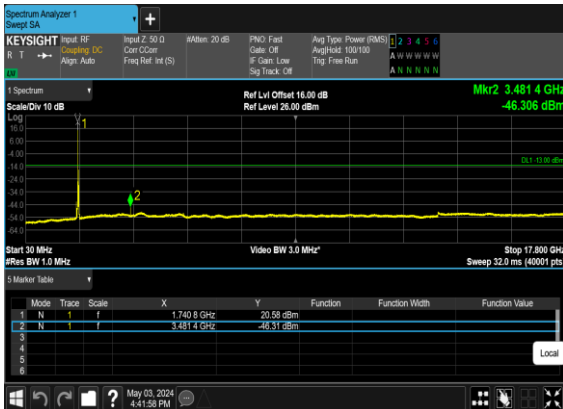 Spectrum Analyzer 1
Swept SA
+
KEYSIGHT Input: RF Input Z: 50 Ω #Atten: 20 dB PNO: Fast Avg Type: Power (RMS) 1 2 3 4 5 6
R T Coupling: DC Corr CCorr Gate: Off Avg|Hold: 100/100 A W W W W W
Align: Auto Freq Ref: Int (S) IF Gain: Low Trig: Free Run
Sig Track: Off A N N N N N
1 Spectrum
Scale/Div 10 dB
Ref Lvl Offset 16.00 dB
Ref Level 26.00 dBm
Mkr2 3.481 4 GHz
-46.306 dBm
Log
16.0
6.00
-4.00
-14.0
-24.0
-34.0
-44.0
-54.0
-64.0
1
2
DL1 -13.00 dBm
Start 30 MHz Video BW 3.0 MHz* Stop 17.800 GHz
#Res BW 1.0 MHz Sweep 32.0 ms (40001 pts)
5 Marker Table
Mode Trace Scale X Y Function Function Width Function Value
1 N 1 f 1.740 8 GHz 20.58 dBm
2 N 1 f 3.481 4 GHz -46.31 dBm
3
4
5
6
Local
? May 03, 2024
4:41:58 PM